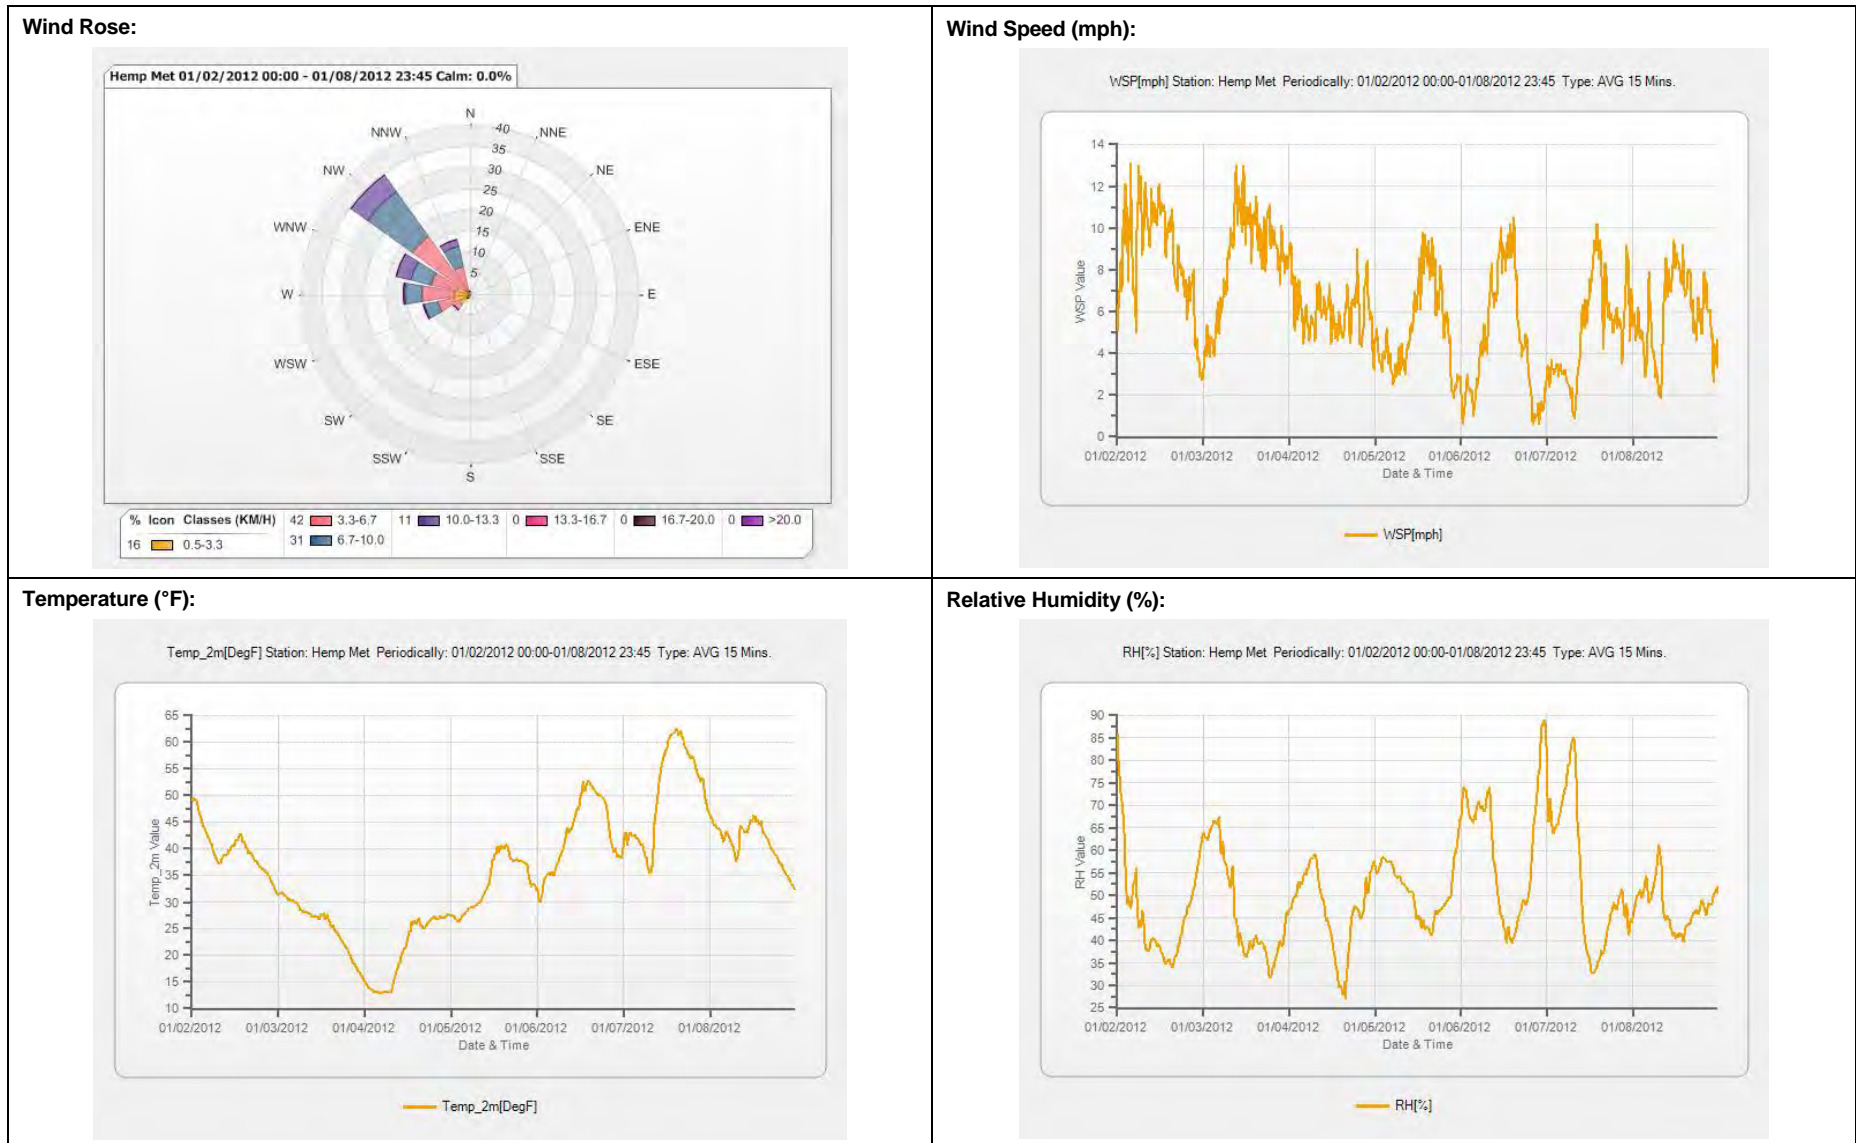 Wind Rose:
Hemp Met 01/02/2012 00:00 - 01/08/2012 23:45 Calm: 0.0%
N
NNE
NE
ENE
E
ESE
SE
SSE
S
SSW
SW
WSW
W
WNW
NW
NNW
40
35
30
25
20
15
10
5
% Icon Classes (KM/H) 42 3.3-6.7 11 10.0-13.3 0 13.3-16.7 0 16.7-20.0 0 >20.0
16 0.5-3.3 31 6.7-10.0
Wind Speed (mph):
WSP[mph] Station: Hemp Met Periodically: 01/02/2012 00:00-01/08/2012 23:45 Type: AVG 15 Mins.
WSP Value
14
12
10
8
6
4
2
0
01/02/2012 01/03/2012 01/04/2012 01/05/2012 01/06/2012 01/07/2012 01/08/2012
Date & Time
WSP[mph]
Temperature (°F):
Temp_2m[DegF] Station: Hemp Met Periodically: 01/02/2012 00:00-01/08/2012 23:45 Type: AVG 15 Mins.
Temp_2m Value
65
60
55
50
45
40
35
30
25
20
15
10
01/02/2012 01/03/2012 01/04/2012 01/05/2012 01/06/2012 01/07/2012 01/08/2012
Date & Time
Temp_2m[DegF]
Relative Humidity (%):
RH[%] Station: Hemp Met Periodically: 01/02/2012 00:00-01/08/2012 23:45 Type: AVG 15 Mins.
RH Value
90
85
80
75
70
65
60
55
50
45
40
35
30
25
01/02/2012 01/03/2012 01/04/2012 01/05/2012 01/06/2012 01/07/2012 01/08/2012
Date & Time
RH[%]